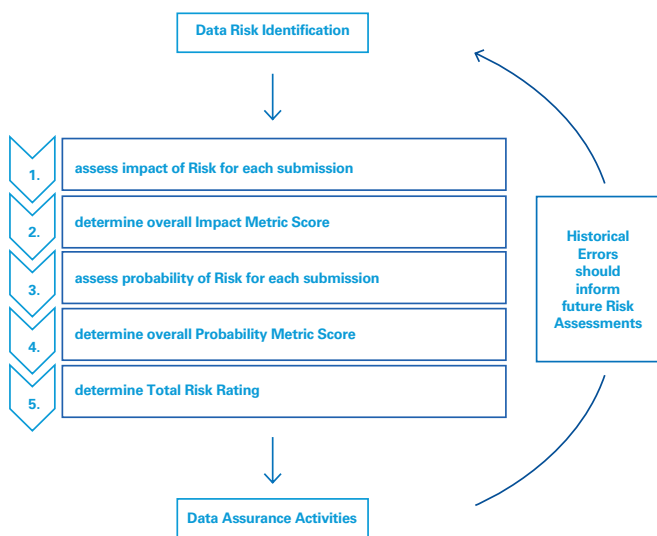 Data Risk Identification
1.
assess impact of Risk for each submission
2.
determine overall Impact Metric Score
3.
assess probability of Risk for each submission
4.
determine overall Probability Metric Score
5.
determine Total Risk Rating
Historical
Errors
should
inform
future Risk
Assessments
Data Assurance Activities